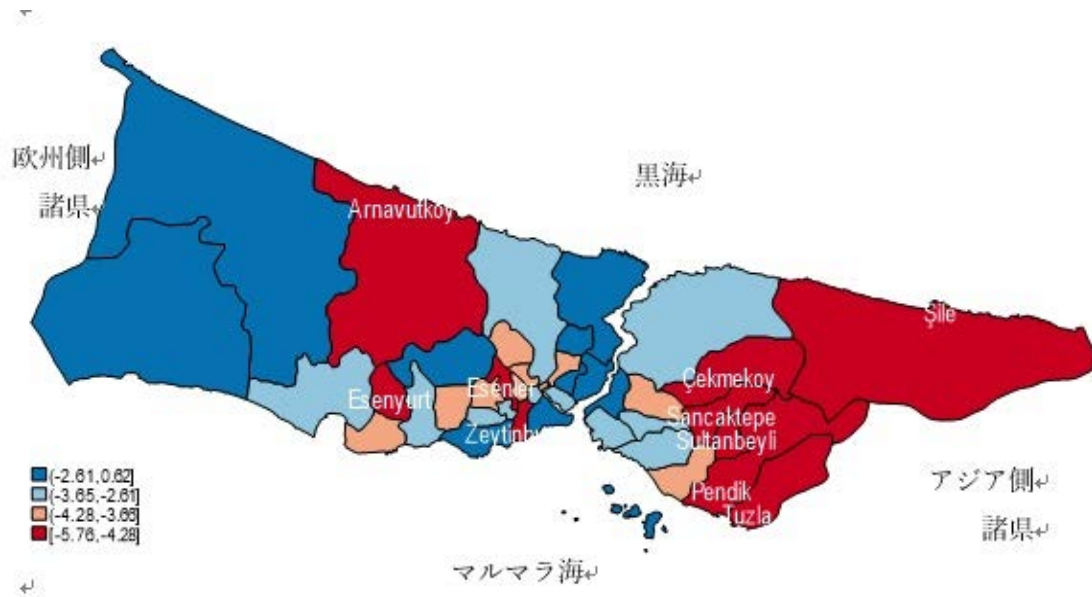 欧州側
諸県
黒海
Arnavutkoy
Şile
Çekmekoy
Esenler
Esenyurt
Sancaktepe
Zeytinbu
Sultanbeyli
(-2.61,0.62]
(-3.65,-2.61]
(-4.28,-3.65]
[-5.76,-4.28]
Pendik
Tuzla
アジア側
諸県
マルマラ海